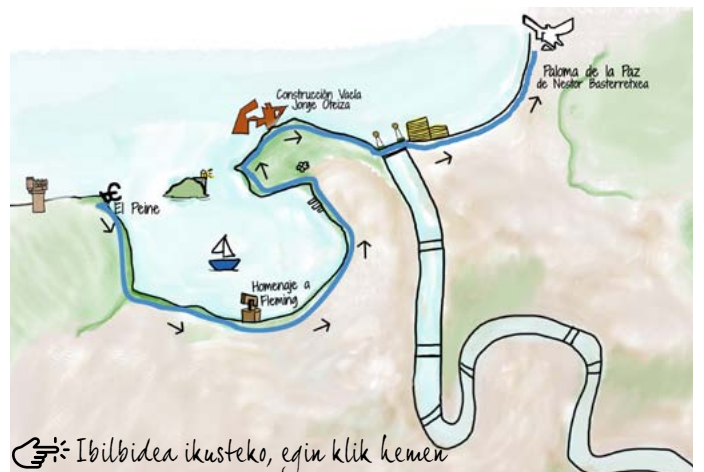 Paloma de la Paz
de Nestor Basterretxea
Construcción Vacía
Jorge Oteiza
El Peine
Homenaje a
Fleming
Ibilbidea ikusteko, egin klik hemen